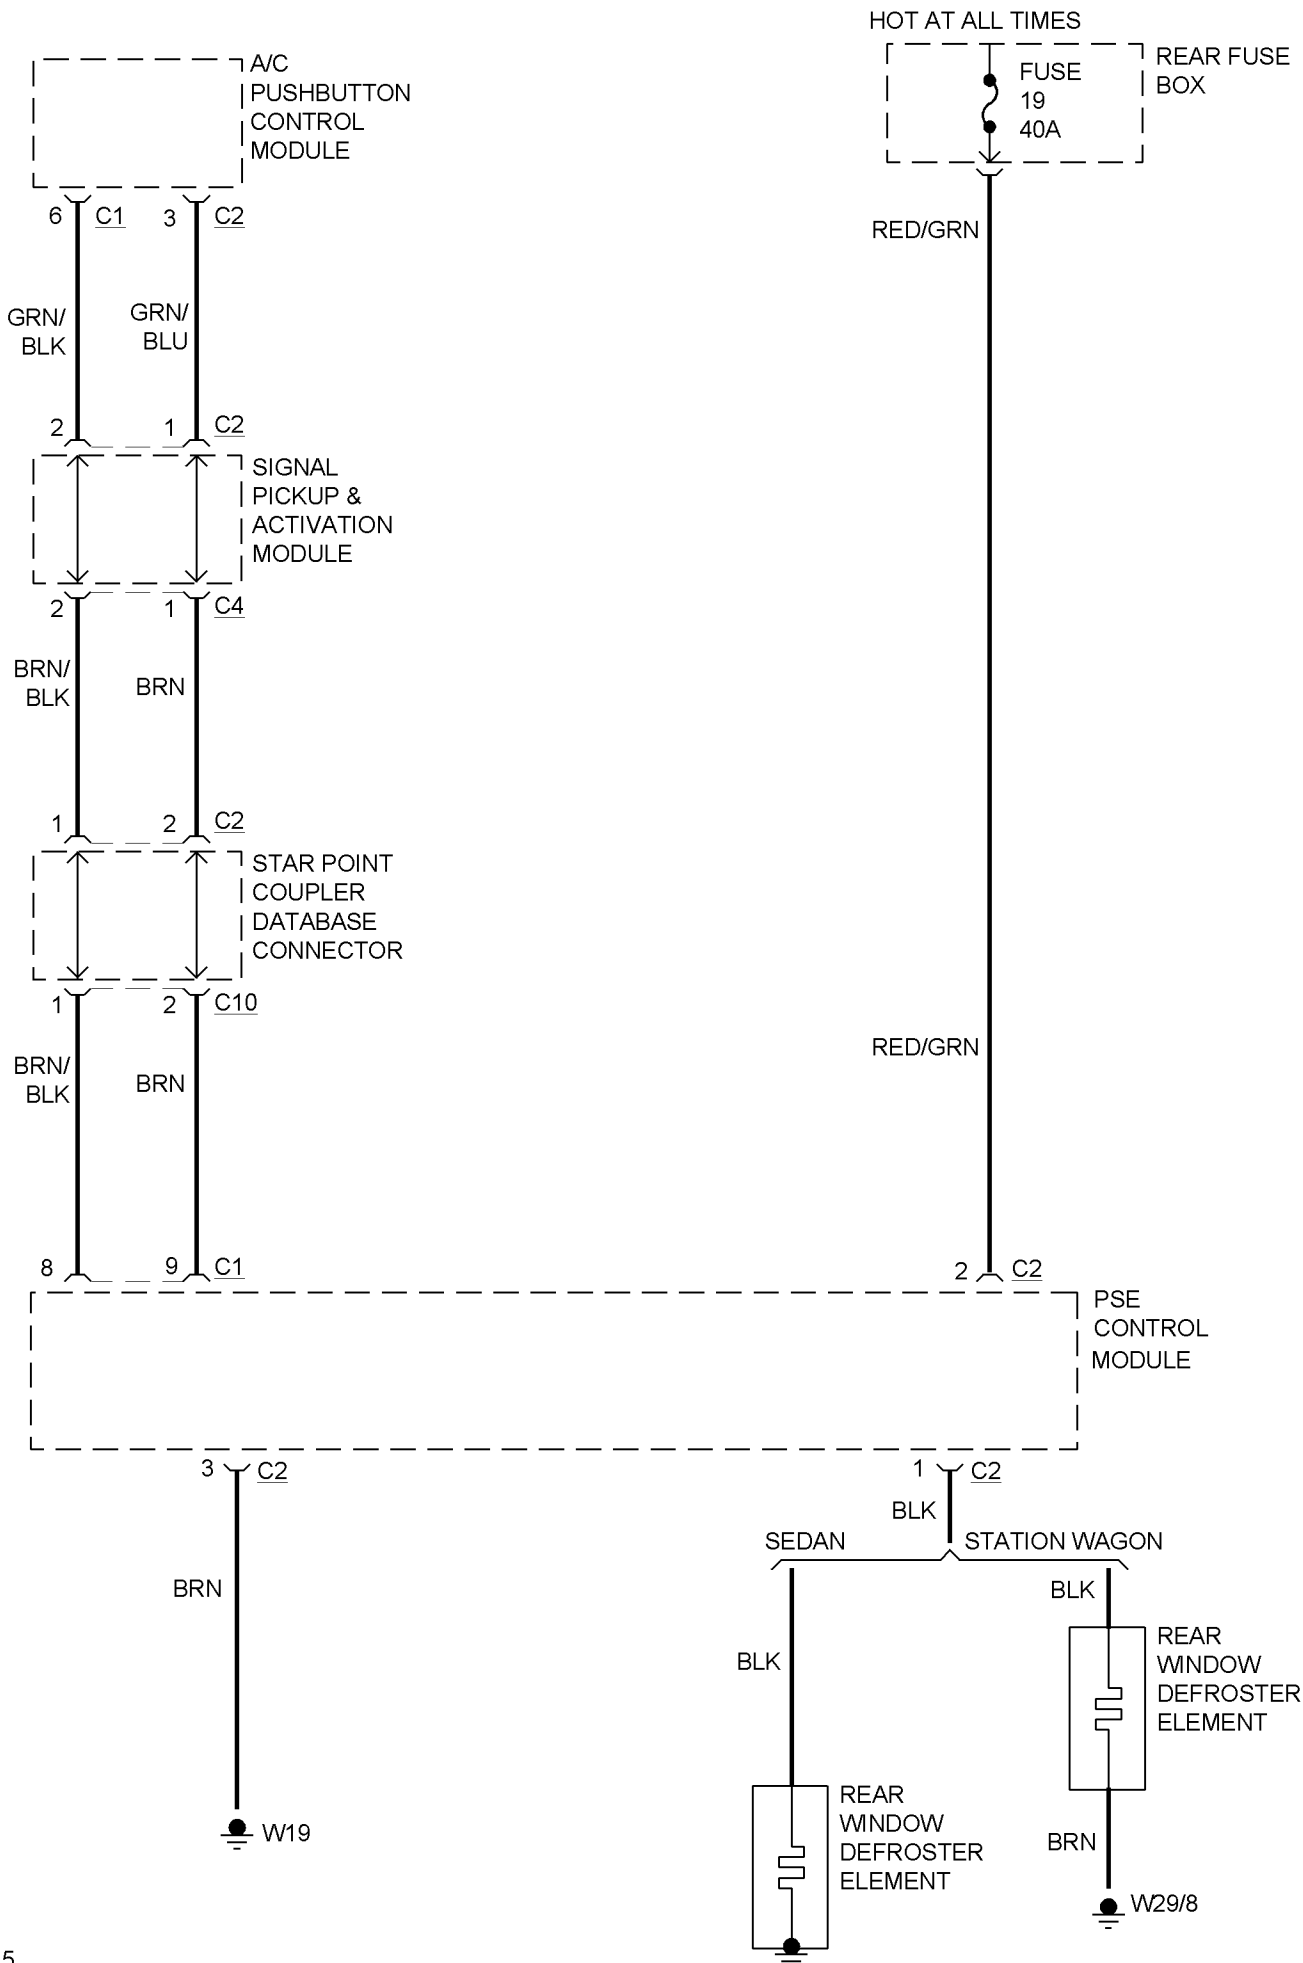 HOT AT ALL TIMES
A/C
PUSHBUTTON
CONTROL
MODULE
FUSE
19
40A
REAR FUSE
BOX
6 C1 3 C2
RED/GRN
GRN/
BLK
GRN/
BLU
2 1 C2
SIGNAL
PICKUP &
ACTIVATION
MODULE
2 1 C4
BRN/
BLK
BRN
1 2 C2
STAR POINT
COUPLER
DATABASE
CONNECTOR
1 2 C10
RED/GRN
BRN/
BLK
BRN
8 9 C1
2 C2
PSE
CONTROL
MODULE
3 C2
1 C2
BLK
SEDAN
STATION WAGON
BRN
BLK
BLK
REAR
WINDOW
DEFROSTER
ELEMENT
REAR
WINDOW
DEFROSTER
ELEMENT
W19
BRN
W29/8
5